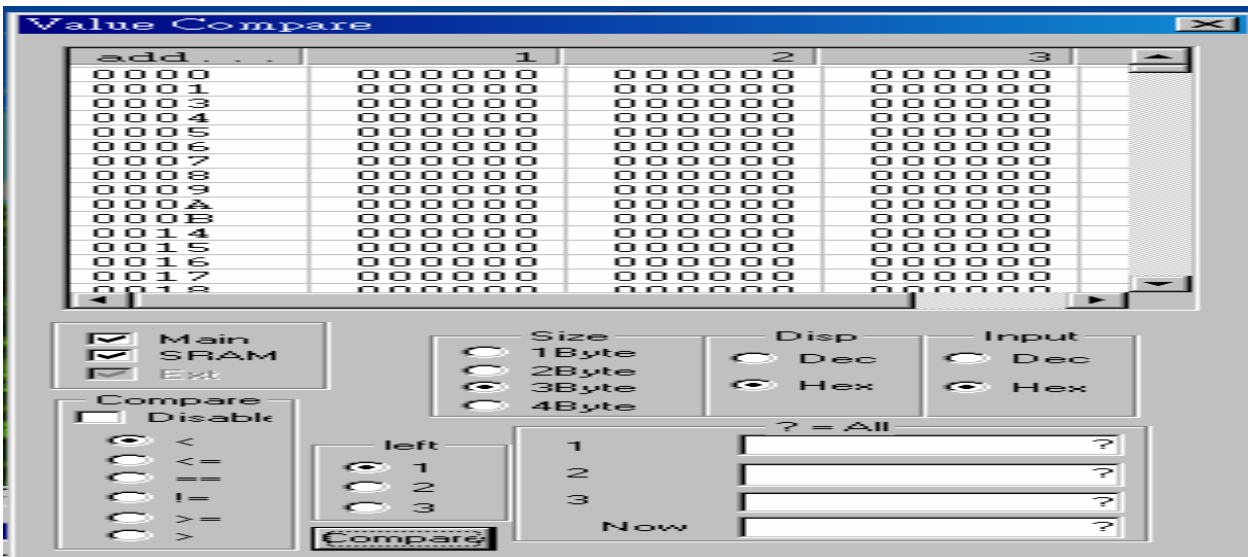 Value Compare
add... 1 2 3
0000 000000 000000 000000
0001 000000 000000 000000
0003 000000 000000 000000
0004 000000 000000 000000
0005 000000 000000 000000
0006 000000 000000 000000
0007 000000 000000 000000
0008 000000 000000 000000
0009 000000 000000 000000
000A 000000 000000 000000
000B 000000 000000 000000
0014 000000 000000 000000
0015 000000 000000 000000
0016 000000 000000 000000
0017 000000 000000 000000
0018 000000 000000 000000
Main
SRAM
Ext
Size
1Byte
2Byte
3Byte
4Byte
Disp
Dec
Hex
Input
Dec
Hex
Compare
Disable
<
<=
==
!=
>=
>
left
1
2
3
Compare
? = All
1 ?
2 ?
3 ?
Now ?